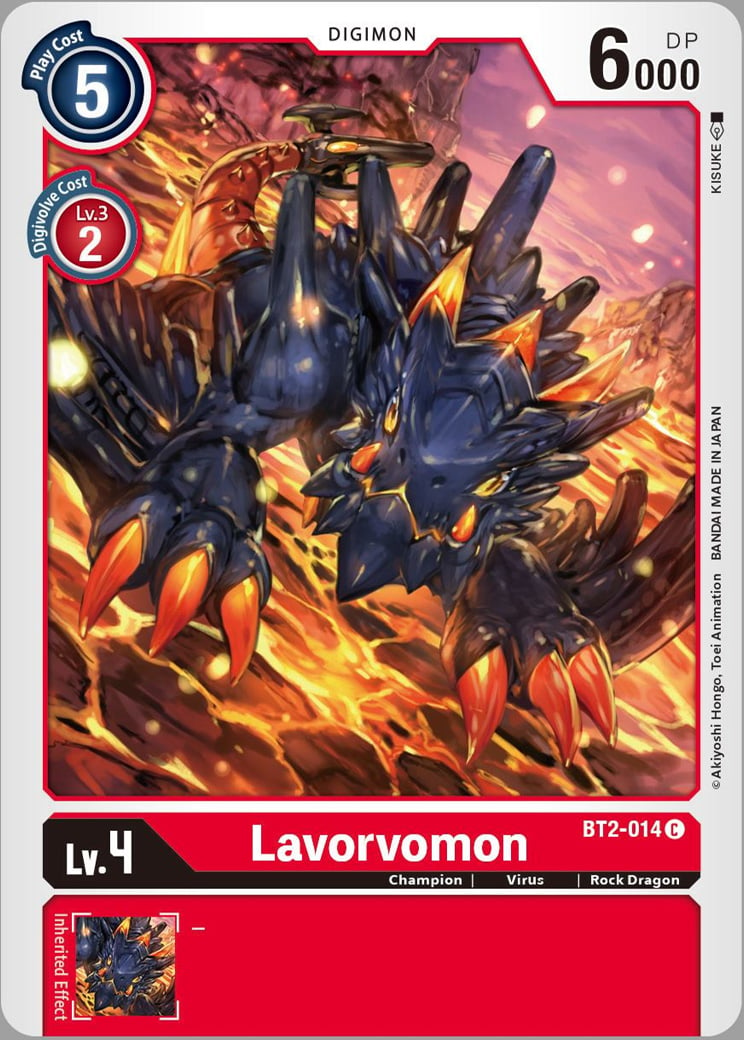 Play Cost
5
DIGIMON
DP
6000
Digivolve Cost
Lv.3
2
KISUKE
©Akiyoshi Hongo, Toei Animation BANDAI MADE IN JAPAN
Lv.4
Lavorvomon
BT2-014 C
Champion | Virus | Rock Dragon
Inherited Effect
–